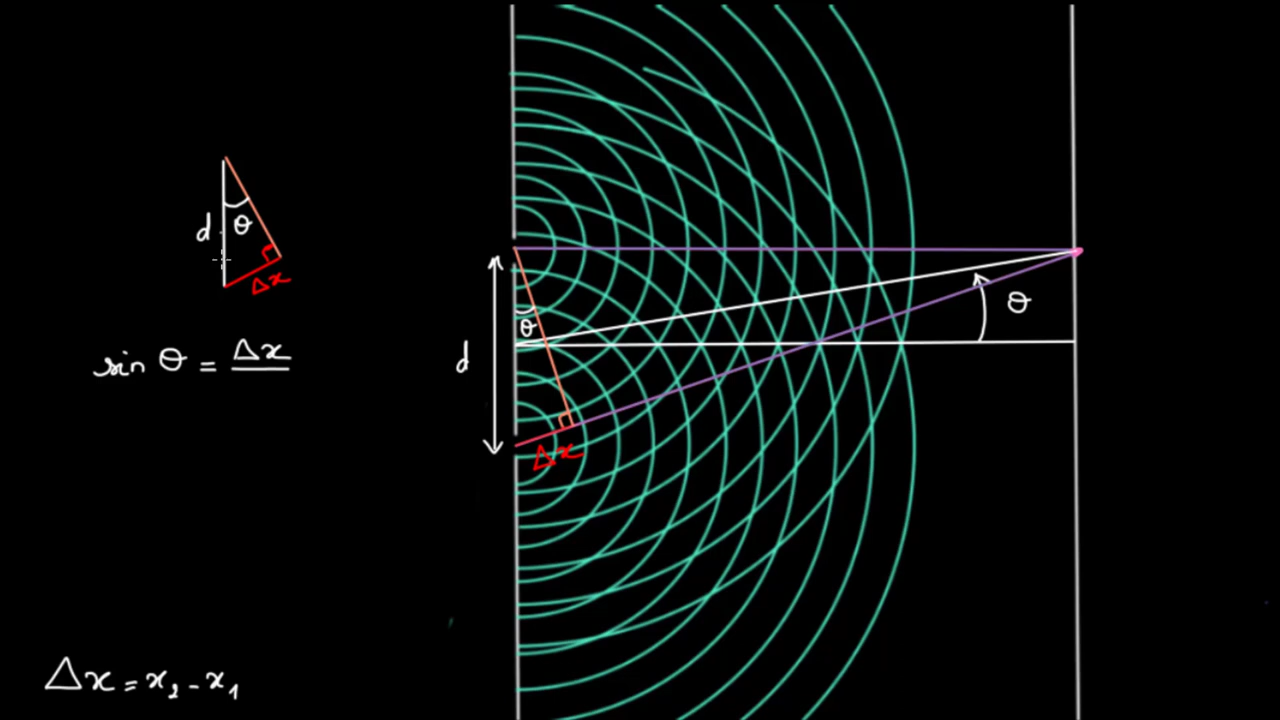 d θ
Δx
sin θ = Δx
Δx = x₂ - x₁
θ
d
Δx
θ